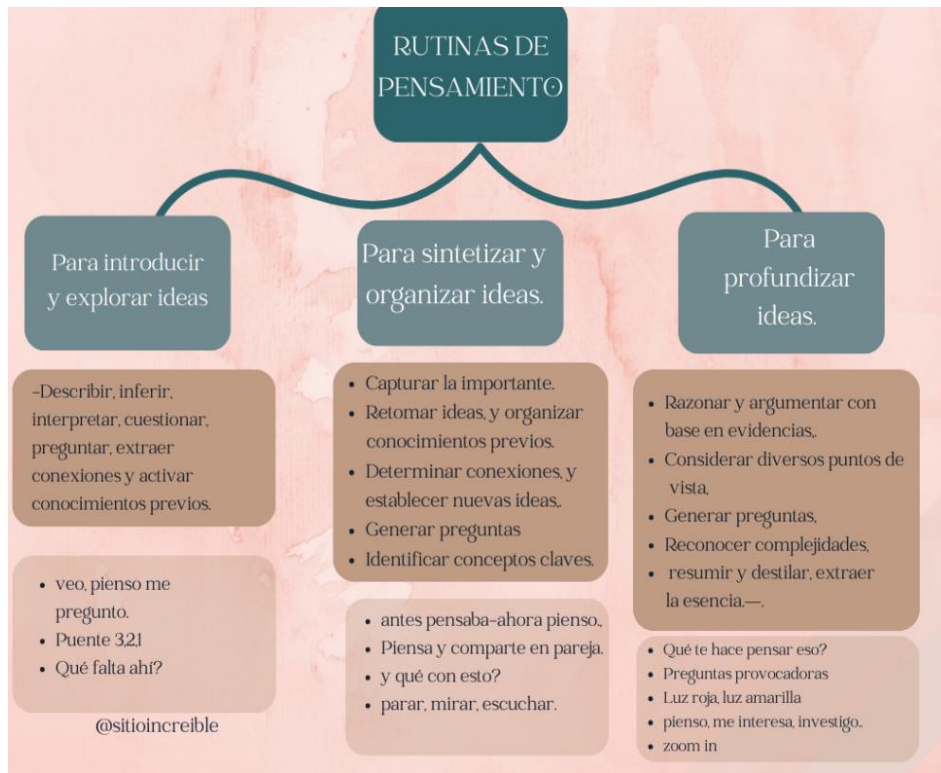 RUTINAS DE
PENSAMIENTO
Para introducir
y explorar ideas
-Describir, inferir,
interpretar, cuestionar,
preguntar, extraer
conexiones y activar
conocimientos previos.
• veo, pienso me
pregunto.
• Puente 3,2,1
• Qué falta ahí?
@sitioincreible
Para sintetizar y
organizar ideas.
• Capturar la importante.
• Retomar ideas, y organizar
conocimientos previos.
• Determinar conexiones, y
establecer nuevas ideas,.
• Generar preguntas
• Identificar conceptos claves.
• antes pensaba-ahora pienso.,
• Piensa y comparte en pareja.
• y qué con esto?
• parar, mirar, escuchar.
Para
profundizar
ideas.
• Razonar y argumentar con
base en evidencias,.
• Considerar diversos puntos de
vista,
• Generar preguntas,
• Reconocer complejidades,
• resumir y destilar, extraer
la esencia.—.
• Qué te hace pensar eso?
• Preguntas provocadoras
• Luz roja, luz amarilla
• pienso, me interesa, investigo..
• zoom in